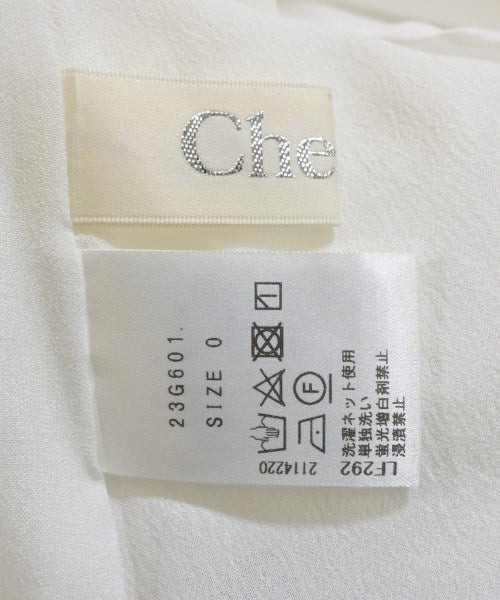 Che
23G601.
SIZE 0
F
2114220
洗濯ネット使用
単独洗い
蛍光増白剤禁止
浸漬禁止
LF292